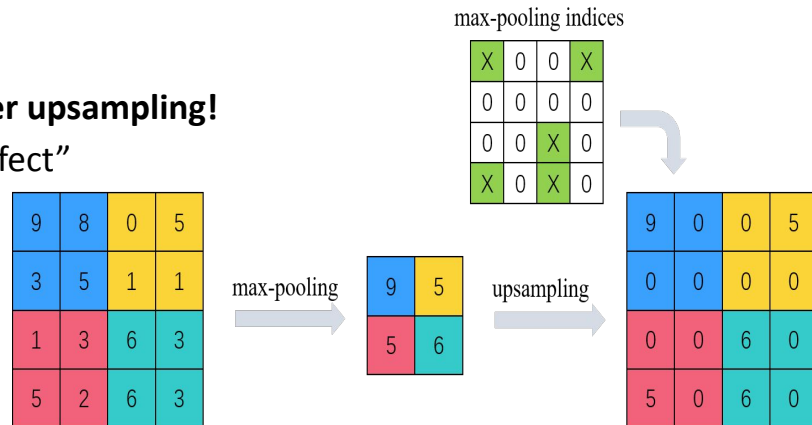 max-pooling indices
X 0 0 X
0 0 0 0
0 0 X 0
X 0 X 0
er upsampling!
fect”
9 8 0 5
3 5 1 1
1 3 6 3
5 2 6 3
max-pooling
9 5
5 6
upsampling
9 0 0 5
0 0 0 0
0 0 6 0
5 0 6 0